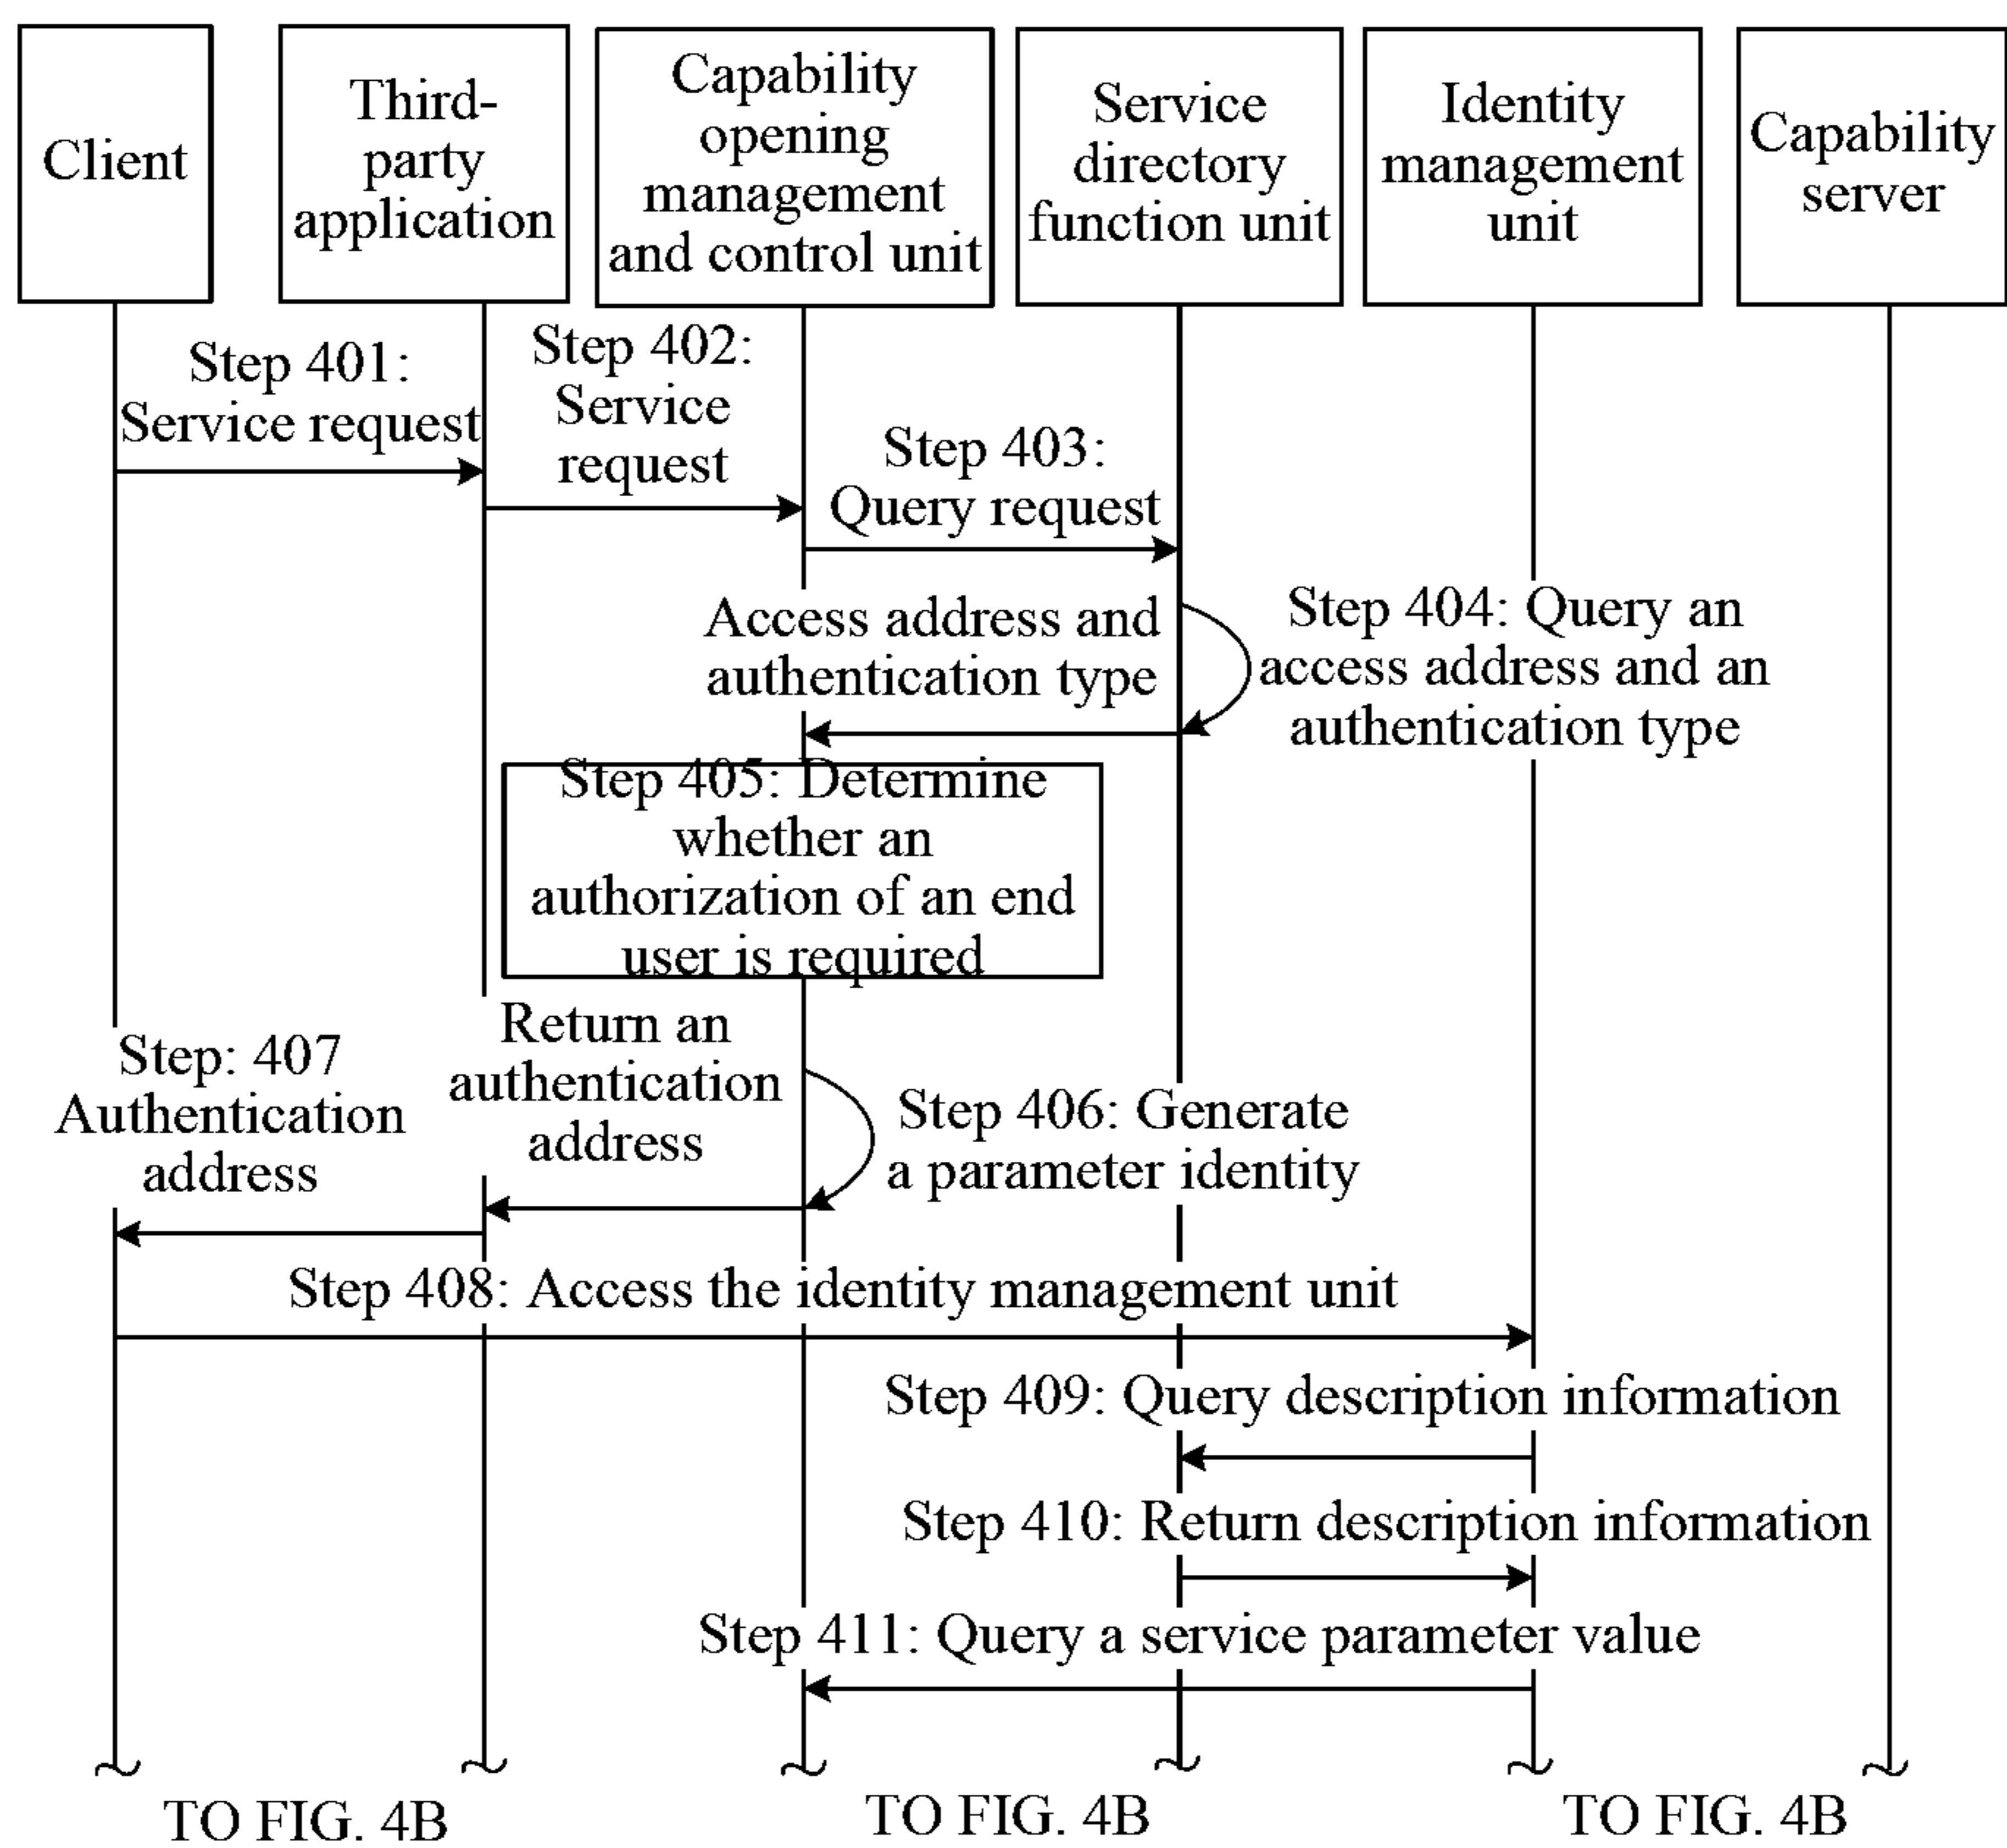 Client
Third-
party
application
Capability
opening
management
and control unit
Service
directory
function unit
Identity
management
unit
Capability
server
Step 401:
Service request
Step 402:
Service
request
Step 403:
Query request
Access address and
authentication type
Step 404: Query an
access address and an
authentication type
Step 405: Determine
whether an
authorization of an end
user is required
Return an
authentication
address
Step 406: Generate
a parameter identity
Step: 407
Authentication
address
Step 408: Access the identity management unit
Step 409: Query description information
Step 410: Return description information
Step 411: Query a service parameter value
TO FIG. 4B
TO FIG. 4B
TO FIG. 4B